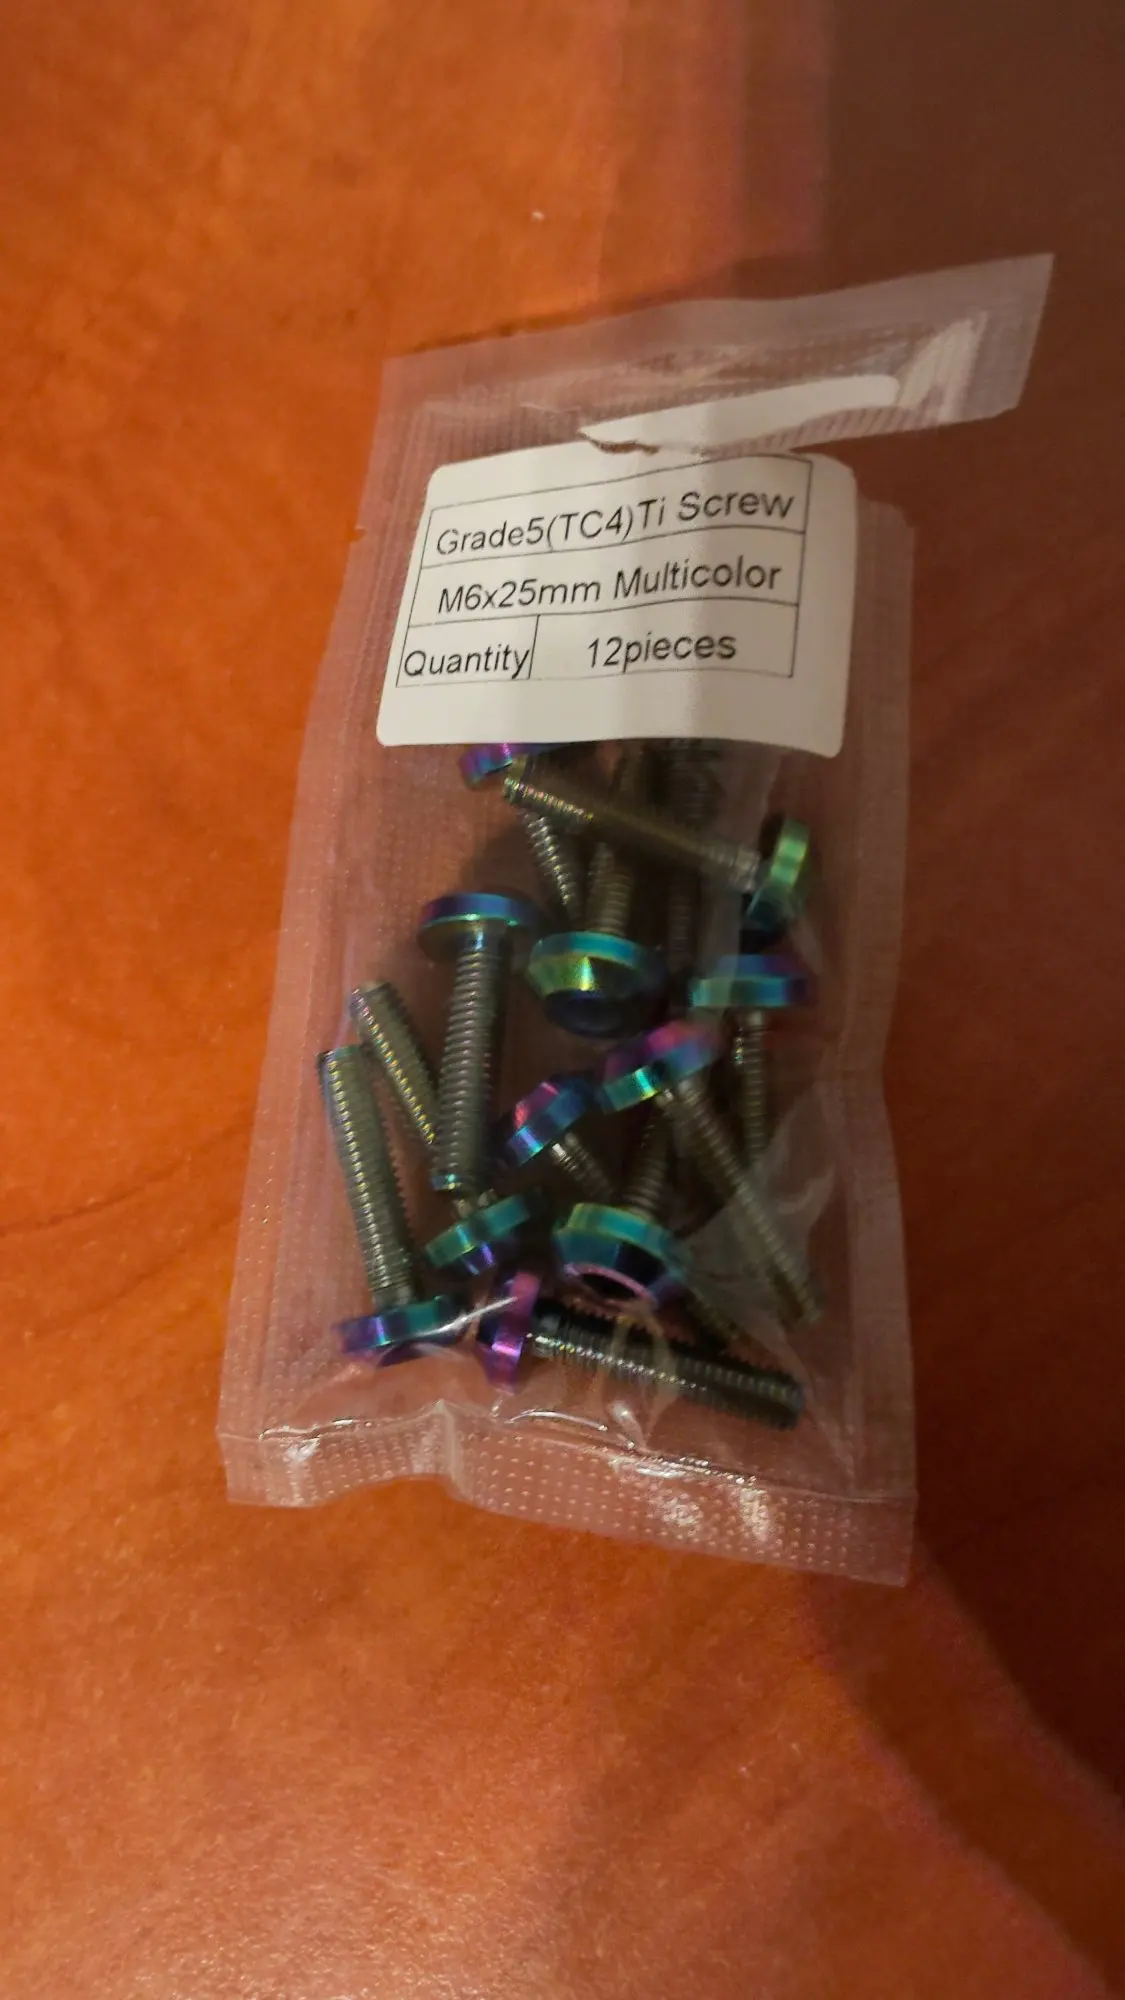 Grade5(TC4)Ti Screw
M6x25mm Multicolor
Quantity 12pieces